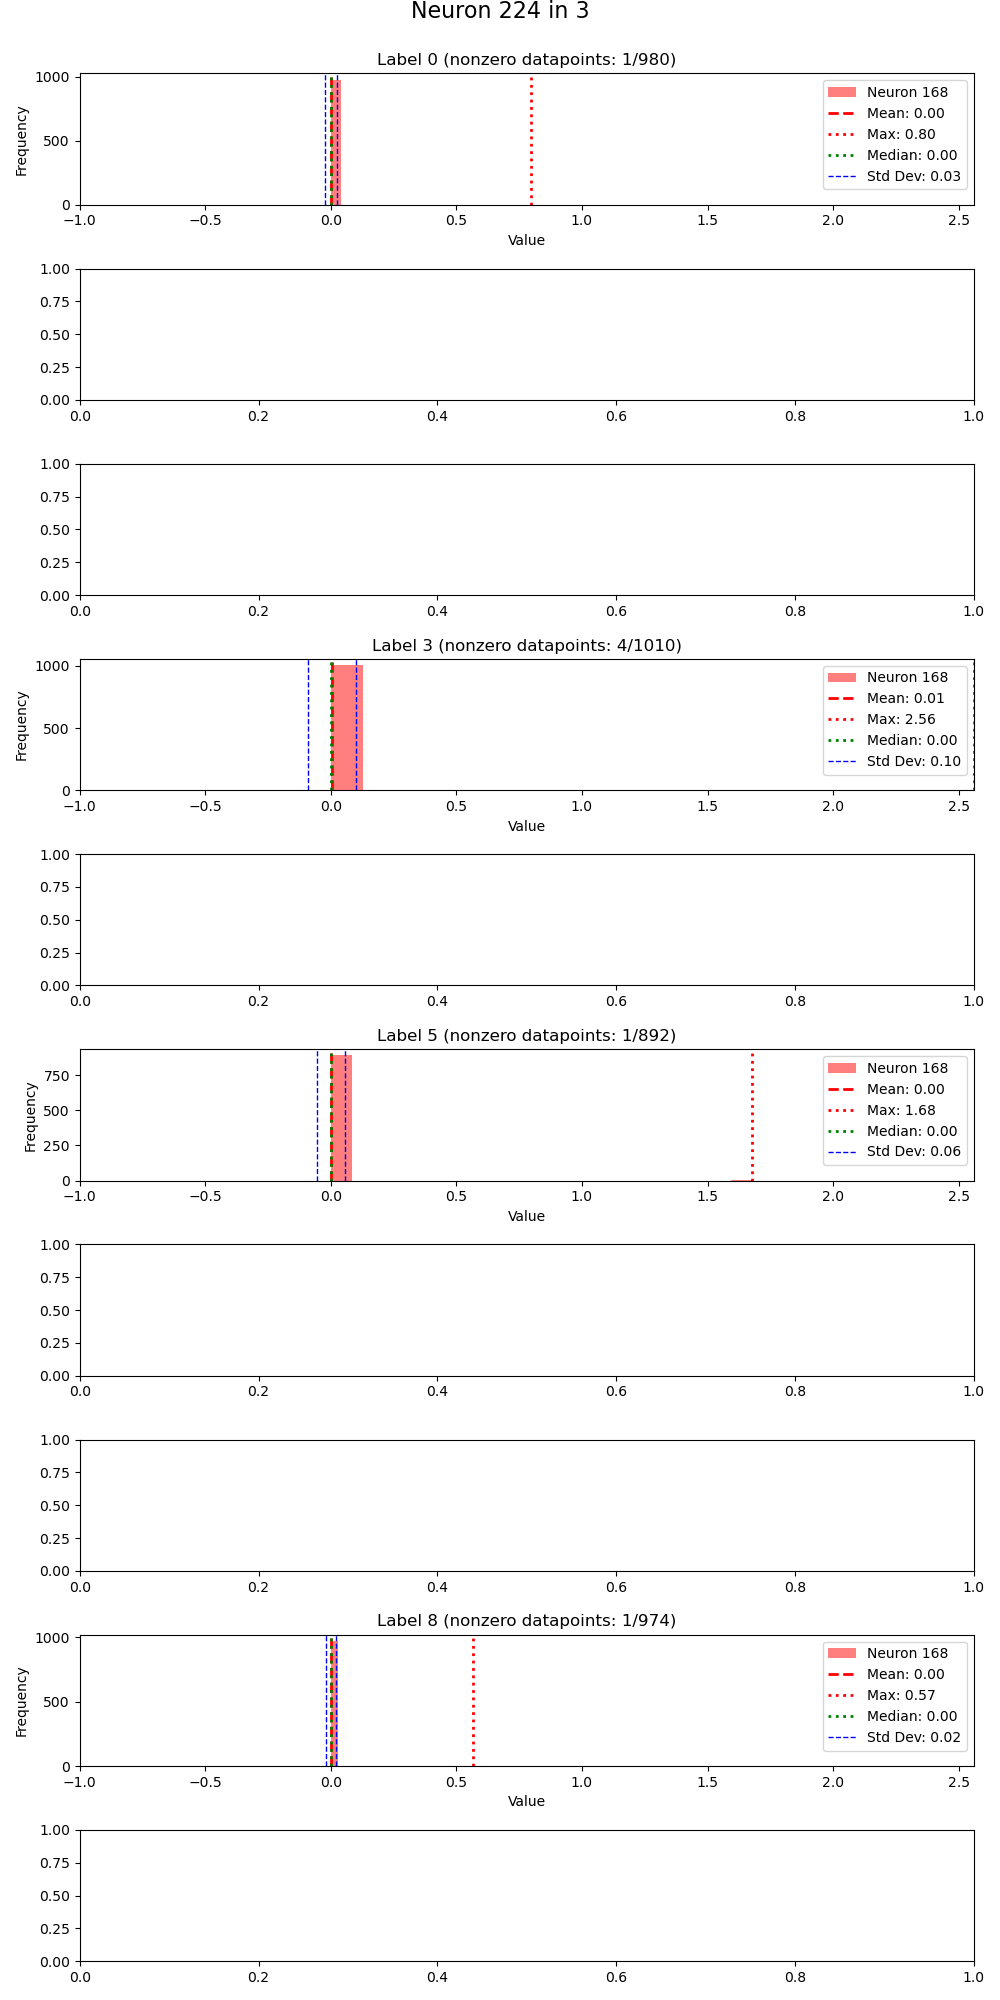 Neuron 224 in 3
Label 0 (nonzero datapoints: 1/980)
Frequency
1000
500
0
Neuron 168
Mean: 0.00
Max: 0.80
Median: 0.00
Std Dev: 0.03
−1.0 −0.5 0.0 0.5 1.0 1.5 2.0 2.5
Value
1.00
0.75
0.50
0.25
0.00
0.0 0.2 0.4 0.6 0.8 1.0
1.00
0.75
0.50
0.25
0.00
0.0 0.2 0.4 0.6 0.8 1.0
Label 3 (nonzero datapoints: 4/1010)
Frequency
1000
500
0
Neuron 168
Mean: 0.01
Max: 2.56
Median: 0.00
Std Dev: 0.10
−1.0 −0.5 0.0 0.5 1.0 1.5 2.0 2.5
Value
1.00
0.75
0.50
0.25
0.00
0.0 0.2 0.4 0.6 0.8 1.0
Label 5 (nonzero datapoints: 1/892)
Frequency
750
500
250
0
Neuron 168
Mean: 0.00
Max: 1.68
Median: 0.00
Std Dev: 0.06
−1.0 −0.5 0.0 0.5 1.0 1.5 2.0 2.5
Value
1.00
0.75
0.50
0.25
0.00
0.0 0.2 0.4 0.6 0.8 1.0
1.00
0.75
0.50
0.25
0.00
0.0 0.2 0.4 0.6 0.8 1.0
Label 8 (nonzero datapoints: 1/974)
Frequency
1000
500
0
Neuron 168
Mean: 0.00
Max: 0.57
Median: 0.00
Std Dev: 0.02
−1.0 −0.5 0.0 0.5 1.0 1.5 2.0 2.5
Value
1.00
0.75
0.50
0.25
0.00
0.0 0.2 0.4 0.6 0.8 1.0